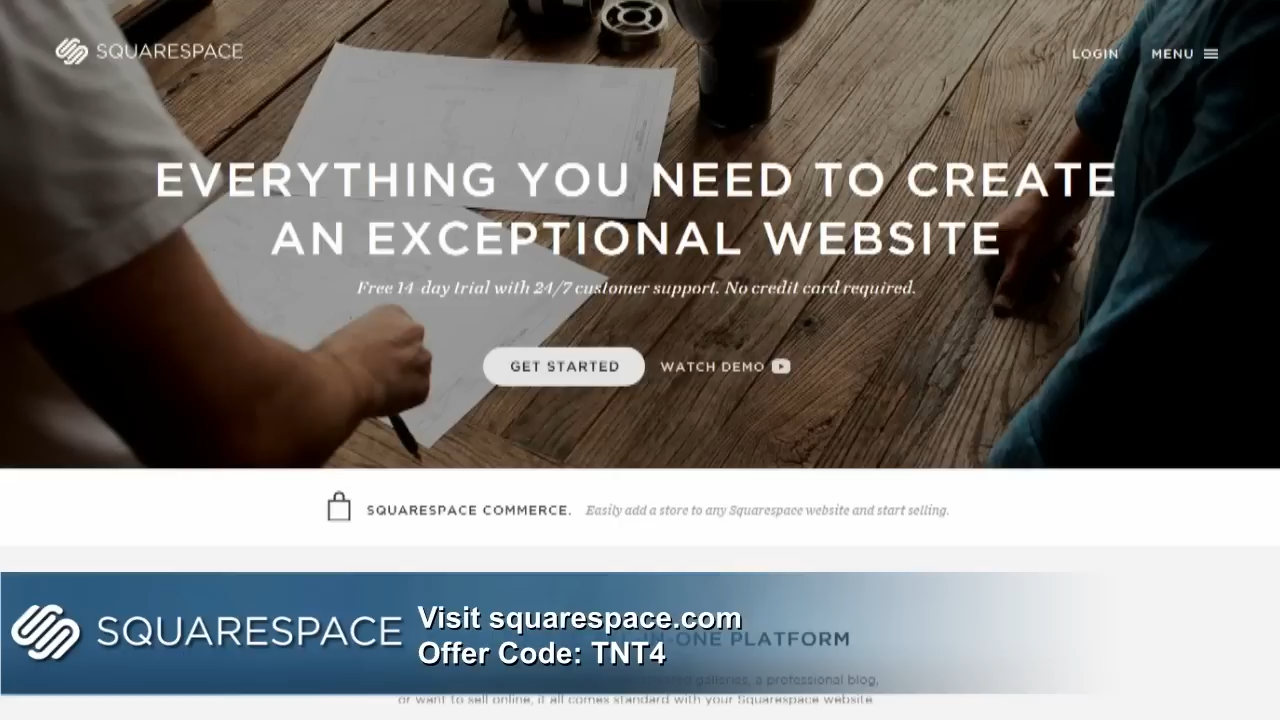 SQUARESPACE
LOGIN MENU
EVERYTHING YOU NEED TO CREATE
AN EXCEPTIONAL WEBSITE
Free 14 day trial with 24/7 customer support. No credit card required.
GET STARTED WATCH DEMO
SQUARESPACE COMMERCE. Easily add a store to any Squarespace website and start selling.
SQUARESPACE
Visit squarespace.com
Offer Code: TNT4
ONE PLATFORM
galleries, a professional blog,
or want to sell online, it all comes standard with your Squarespace website